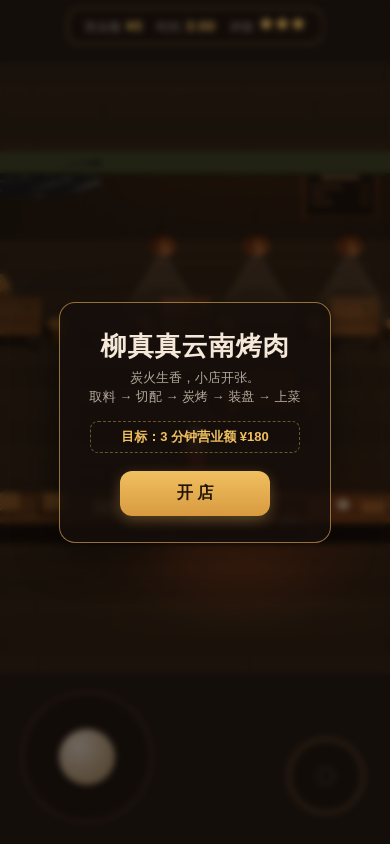 柳真真云南烤肉
炭火生香，小店开张。
取料 → 切配 → 炭烤 → 装盘 → 上菜
目标：3 分钟营业额 ¥180
开 店